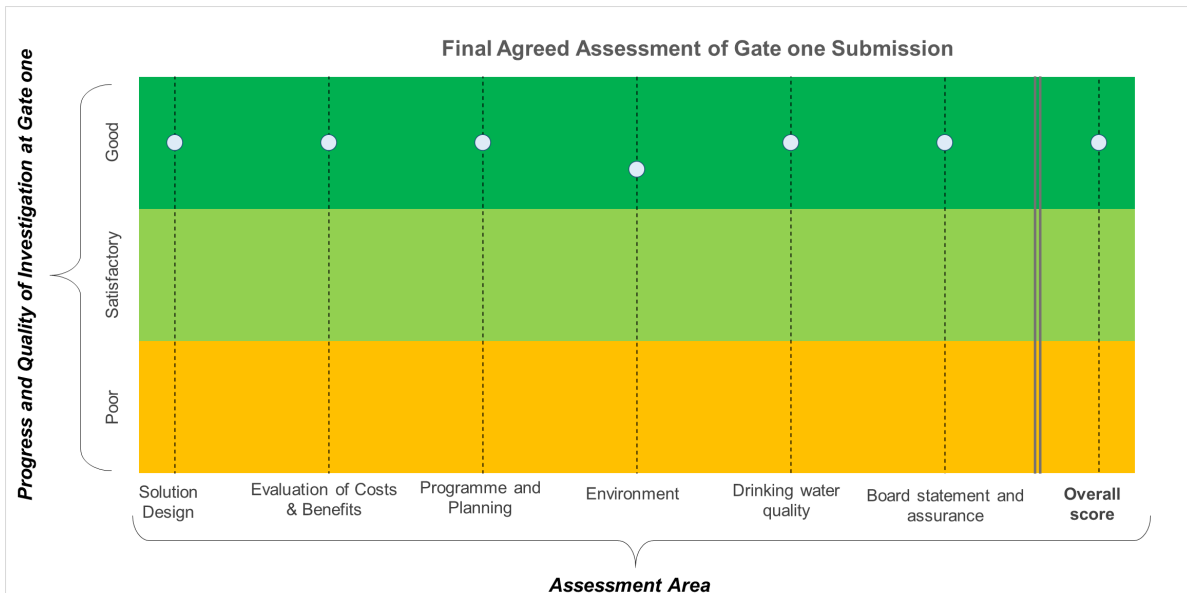 Final Agreed Assessment of Gate one Submission
Progress and Quality of Investigation at Gate one
Good
Satisfactory
Poor
Solution
Design
Evaluation of Costs
& Benefits
Programme and
Planning
Environment
Drinking water
quality
Board statement and
assurance
Overall
score
Assessment Area